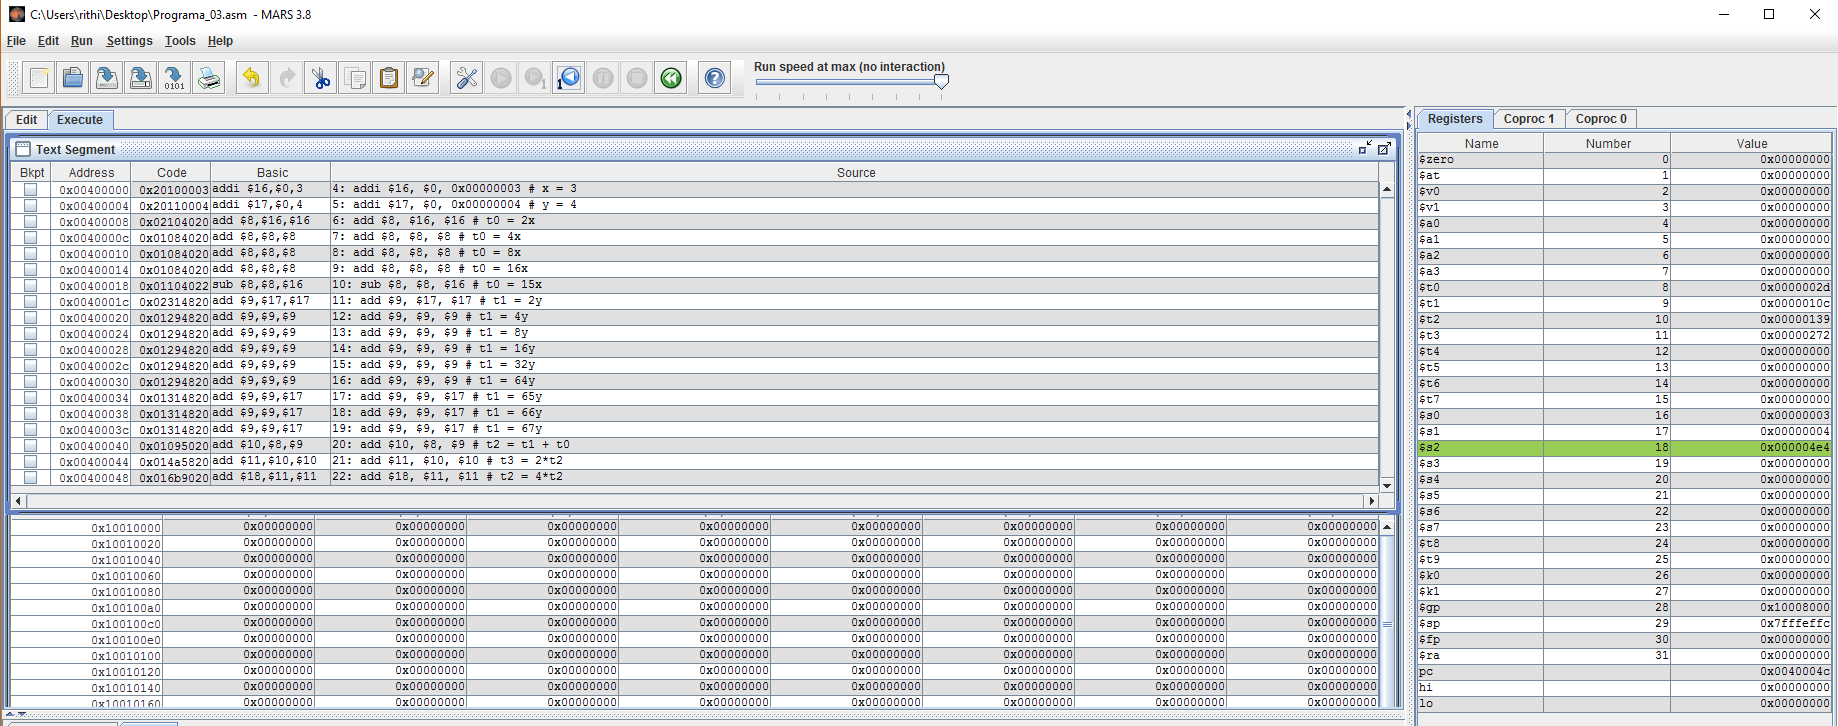 C:\Users\rithi\Desktop\Programa_03.asm - MARS 3.8
File Edit Run Settings Tools Help
Run speed at max (no interaction)
Edit Execute
Text Segment
Bkpt Address Code Basic Source
0x00400000 0x20100003 addi $16,$0,3 4: addi $16, $0, 0x00000003 # x = 3
0x00400004 0x20110004 addi $17,$0,4 5: addi $17, $0, 0x00000004 # y = 4
0x00400008 0x02104020 add $8,$16,$16 6: add $8, $16, $16 # t0 = 2x
0x0040000c 0x01084020 add $8,$8,$8 7: add $8, $8, $8 # t0 = 4x
0x00400010 0x01084020 add $8,$8,$8 8: add $8, $8, $8 # t0 = 8x
0x00400014 0x01084020 add $8,$8,$8 9: add $8, $8, $8 # t0 = 16x
0x00400018 0x01104022 sub $8,$8,$16 10: sub $8, $8, $16 # t0 = 15x
0x0040001c 0x02314820 add $9,$17,$17 11: add $9, $17, $17 # t1 = 2y
0x00400020 0x01294820 add $9,$9,$9 12: add $9, $9, $9 # t1 = 4y
0x00400024 0x01294820 add $9,$9,$9 13: add $9, $9, $9 # t1 = 8y
0x00400028 0x01294820 add $9,$9,$9 14: add $9, $9, $9 # t1 = 16y
0x0040002c 0x01294820 add $9,$9,$9 15: add $9, $9, $9 # t1 = 32y
0x00400030 0x01294820 add $9,$9,$9 16: add $9, $9, $9 # t1 = 64y
0x00400034 0x01314820 add $9,$9,$17 17: add $9, $9, $17 # t1 = 65y
0x00400038 0x01314820 add $9,$9,$17 18: add $9, $9, $17 # t1 = 66y
0x0040003c 0x01314820 add $9,$9,$17 19: add $9, $9, $17 # t1 = 67y
0x00400040 0x01095020 add $10,$8,$9 20: add $10, $8, $9 # t2 = t1 + t0
0x00400044 0x014a5820 add $11,$10,$10 21: add $11, $10, $10 # t3 = 2*t2
0x00400048 0x016b9020 add $18,$11,$11 22: add $18, $11, $11 # t2 = 4*t2
0x10010000 0x00000000 0x00000000 0x00000000 0x00000000 0x00000000 0x00000000 0x00000000 0x00000000
0x10010020 0x00000000 0x00000000 0x00000000 0x00000000 0x00000000 0x00000000 0x00000000 0x00000000
0x10010040 0x00000000 0x00000000 0x00000000 0x00000000 0x00000000 0x00000000 0x00000000 0x00000000
0x10010060 0x00000000 0x00000000 0x00000000 0x00000000 0x00000000 0x00000000 0x00000000 0x00000000
0x10010080 0x00000000 0x00000000 0x00000000 0x00000000 0x00000000 0x00000000 0x00000000 0x00000000
0x100100a0 0x00000000 0x00000000 0x00000000 0x00000000 0x00000000 0x00000000 0x00000000 0x00000000
0x100100c0 0x00000000 0x00000000 0x00000000 0x00000000 0x00000000 0x00000000 0x00000000 0x00000000
0x100100e0 0x00000000 0x00000000 0x00000000 0x00000000 0x00000000 0x00000000 0x00000000 0x00000000
0x10010100 0x00000000 0x00000000 0x00000000 0x00000000 0x00000000 0x00000000 0x00000000 0x00000000
0x10010120 0x00000000 0x00000000 0x00000000 0x00000000 0x00000000 0x00000000 0x00000000 0x00000000
0x10010140 0x00000000 0x00000000 0x00000000 0x00000000 0x00000000 0x00000000 0x00000000 0x00000000
0x10010160 0x00000000 0x00000000 0x00000000 0x00000000 0x00000000 0x00000000 0x00000000 0x00000000
Registers Coproc 1 Coproc 0
Name Number Value
$zero 0 0x00000000
$at 1 0x00000000
$v0 2 0x00000000
$v1 3 0x00000000
$a0 4 0x00000000
$a1 5 0x00000000
$a2 6 0x00000000
$a3 7 0x00000000
$t0 8 0x0000002d
$t1 9 0x0000010c
$t2 10 0x00000139
$t3 11 0x00000272
$t4 12 0x00000000
$t5 13 0x00000000
$t6 14 0x00000000
$t7 15 0x00000000
$s0 16 0x00000003
$s1 17 0x00000004
$s2 18 0x000004e4
$s3 19 0x00000000
$s4 20 0x00000000
$s5 21 0x00000000
$s6 22 0x00000000
$s7 23 0x00000000
$t8 24 0x00000000
$t9 25 0x00000000
$k0 26 0x00000000
$k1 27 0x00000000
$gp 28 0x10008000
$sp 29 0x7fffeffc
$fp 30 0x00000000
$ra 31 0x00000000
pc 0x0040004c
hi 0x00000000
lo 0x00000000